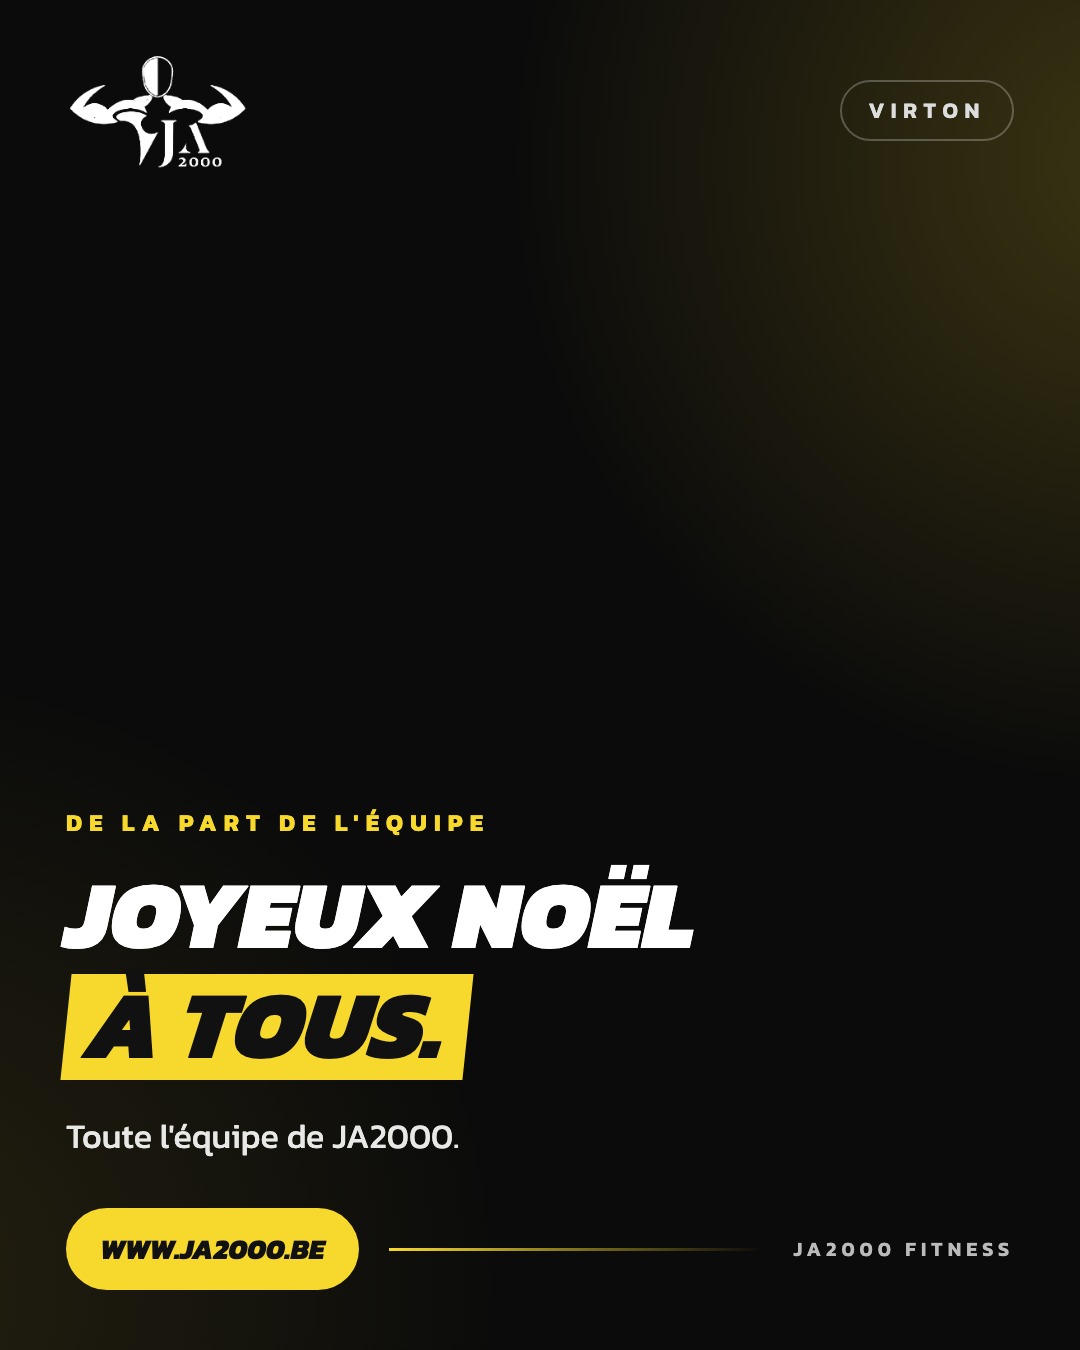 JA
2000
VIRTON
DE LA PART DE L'ÉQUIPE
JOYEUX NOËL
À TOUS.
Toute l'équipe de JA2000.
WWW.JA2000.BE
JA2000 FITNESS